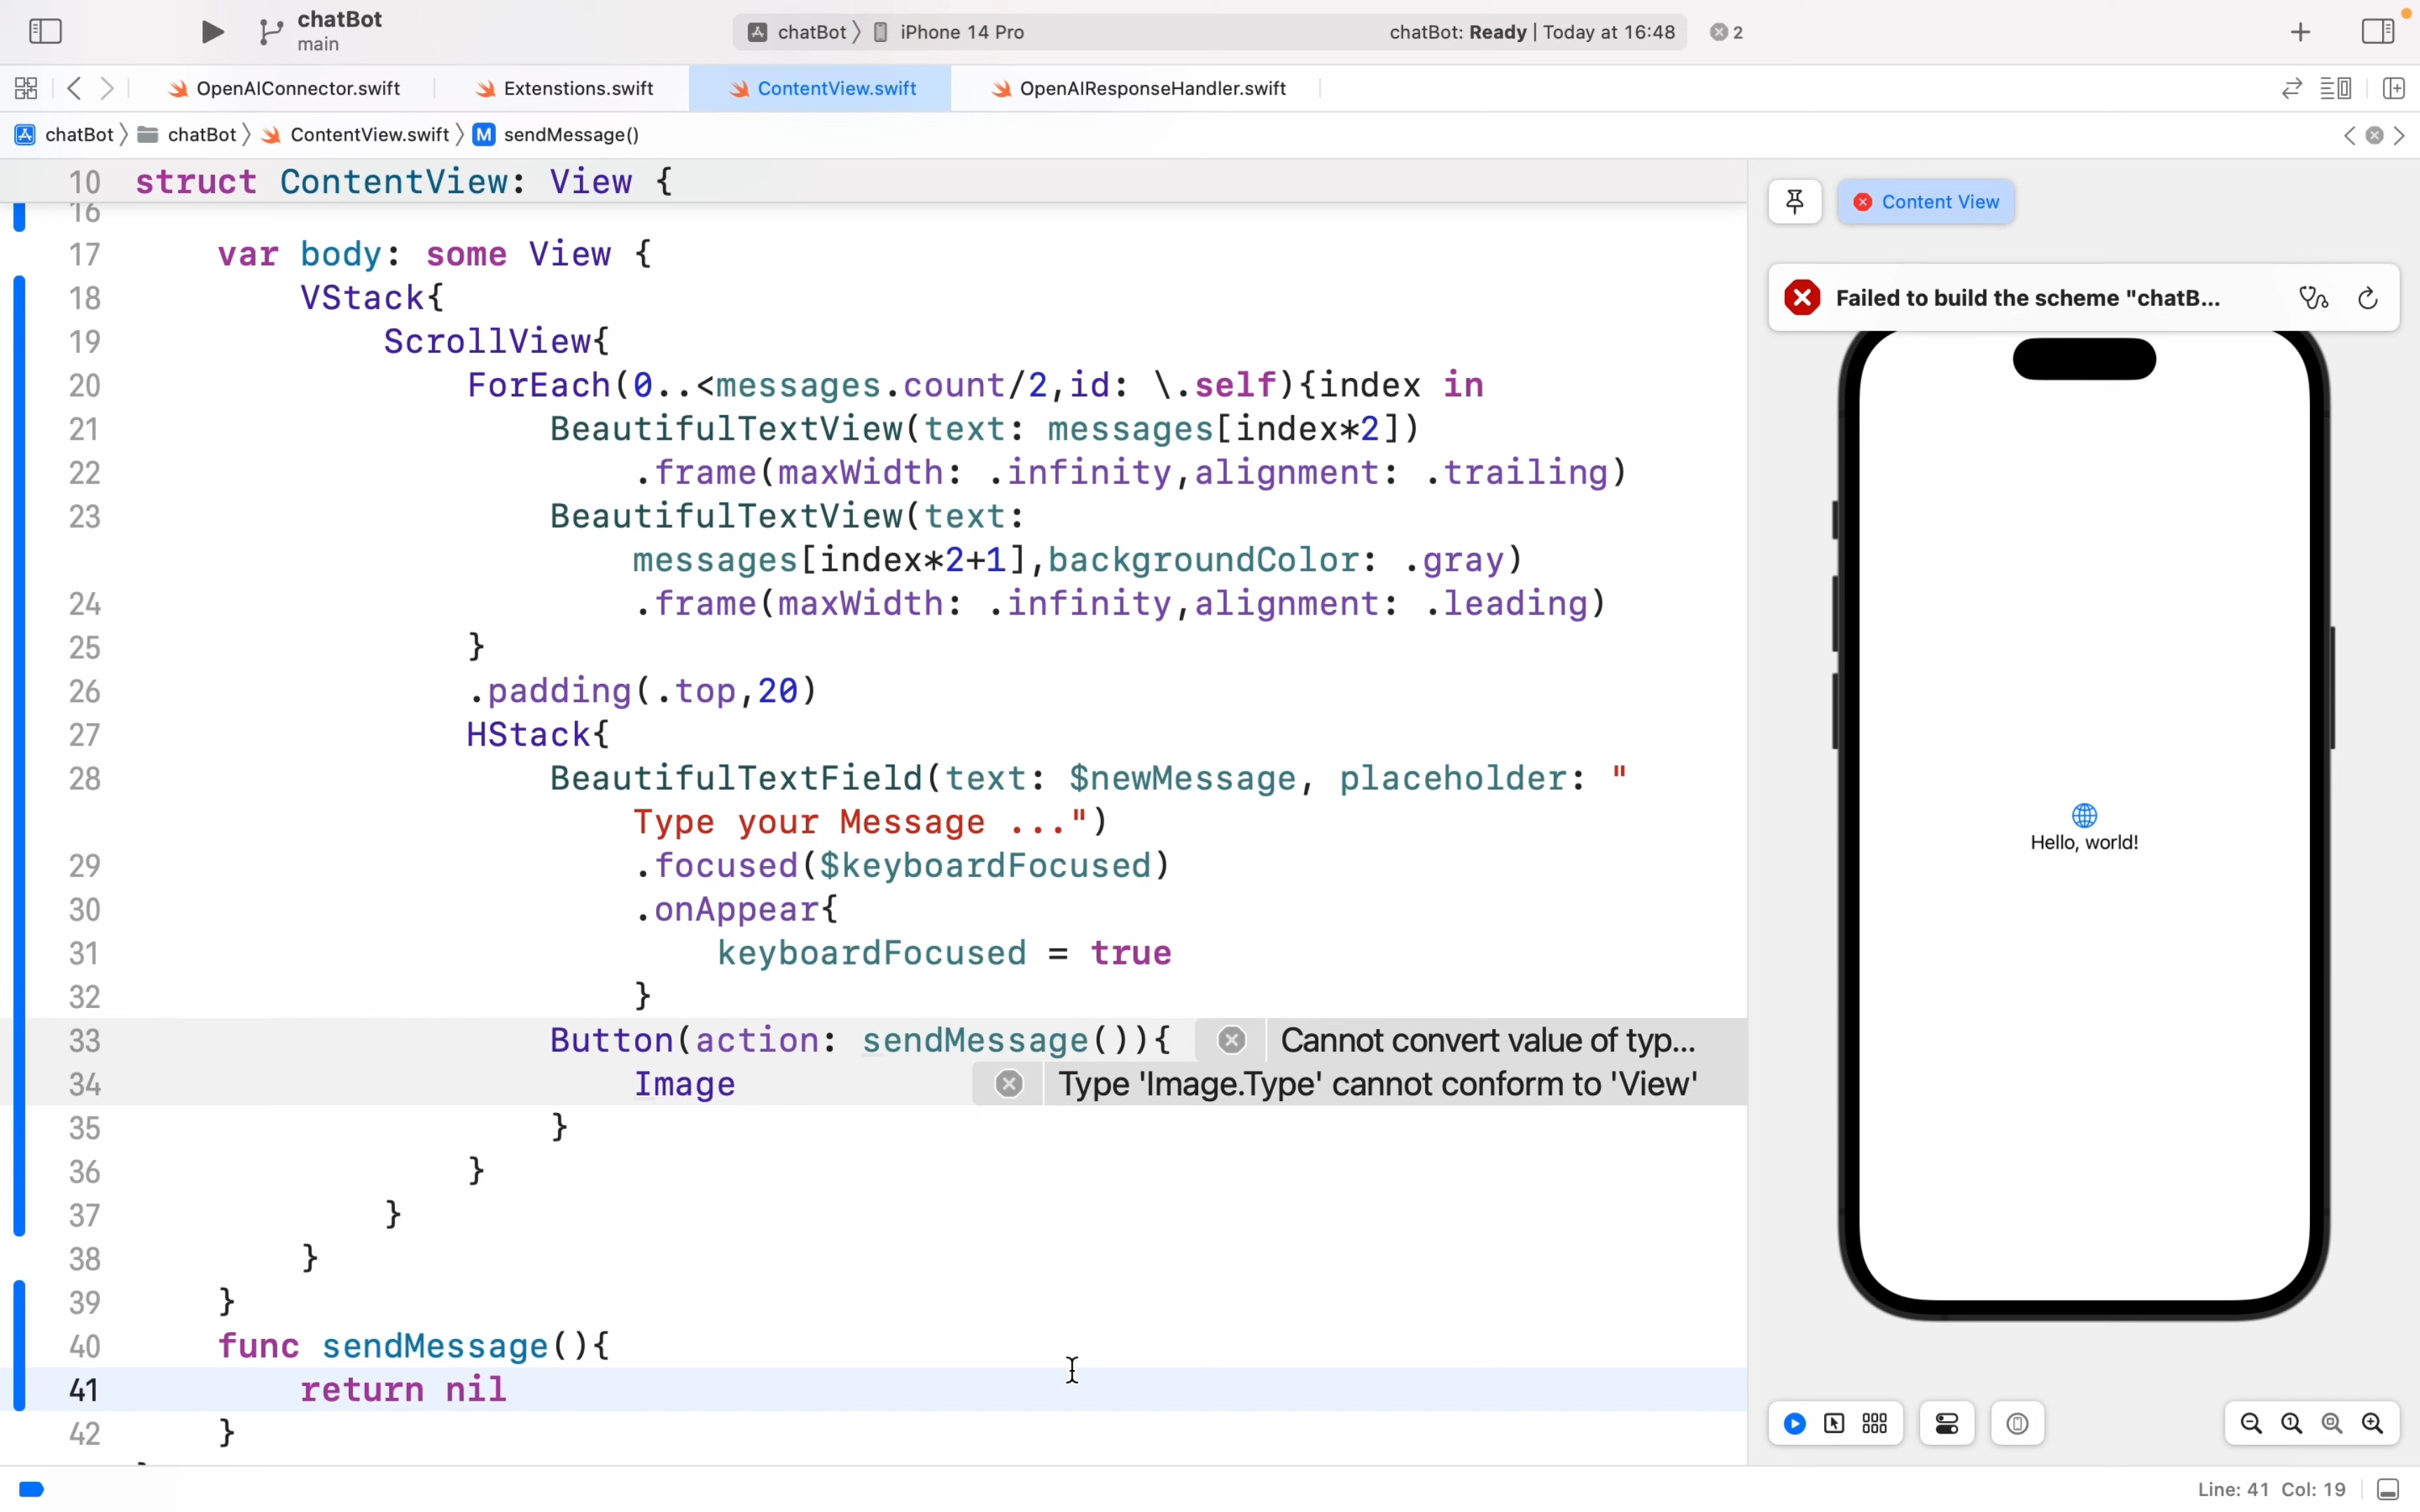 chatBot
main
chatBot 〉 iPhone 14 Pro
chatBot: Ready | Today at 16:48
2
OpenAIConnector.swift
Extenstions.swift
ContentView.swift
OpenAIResponseHandler.swift
chatBot 〉 chatBot 〉 ContentView.swift 〉 M sendMessage()
10 struct ContentView: View {
16
17 var body: some View {
18 VStack{
19 ScrollView{
20 ForEach(0..<messages.count/2,id: \.self){index in
21 BeautifulTextView(text: messages[index*2])
22 .frame(maxWidth: .infinity,alignment: .trailing)
23 BeautifulTextView(text:
messages[index*2+1],backgroundColor: .gray)
24 .frame(maxWidth: .infinity,alignment: .leading)
25 }
26 .padding(.top,20)
27 HStack{
28 BeautifulTextField(text: $newMessage, placeholder: "
Type your Message ...")
29 .focused($keyboardFocused)
30 .onAppear{
31 keyboardFocused = true
32 }
33 Button(action: sendMessage()){ Cannot convert value of typ...
34 Image Type 'Image.Type' cannot conform to 'View'
35 }
36 }
37 }
38 }
39 }
40 func sendMessage(){
41 return nil
42 }
Content View
Failed to build the scheme "chatB...
Hello, world!
Line: 41 Col: 19